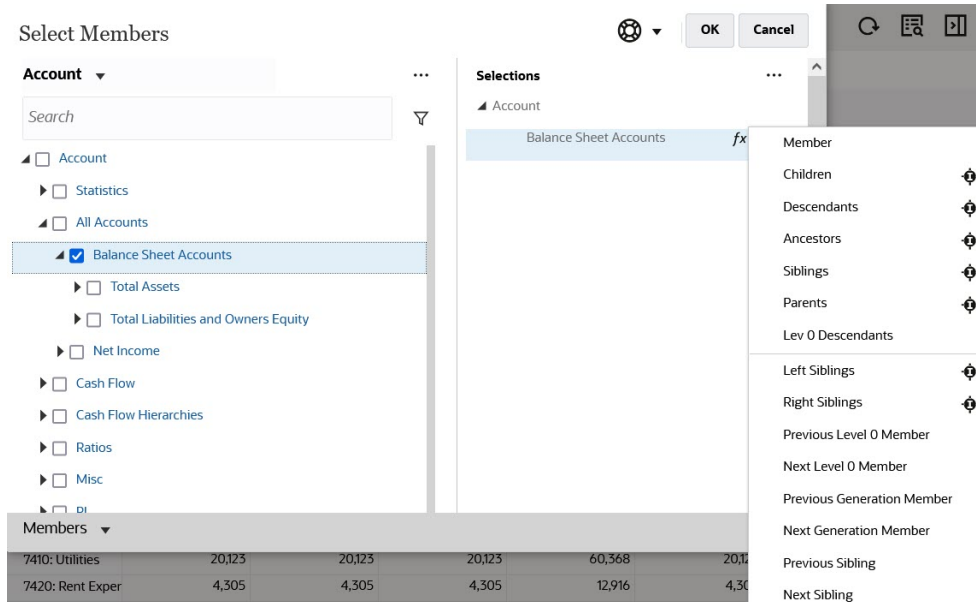 Select Members
OK
Cancel
Account
...
Selections
...
Search
Account
Balance Sheet Accounts
fx
Account
Statistics
All Accounts
Balance Sheet Accounts
Total Assets
Total Liabilities and Owners Equity
Net Income
Cash Flow
Cash Flow Hierarchies
Ratios
Misc
Member
Children
Descendants
Ancestors
Siblings
Parents
Lev 0 Descendants
Left Siblings
Right Siblings
Previous Level 0 Member
Next Level 0 Member
Previous Generation Member
Next Generation Member
Previous Sibling
Next Sibling
Members
7410: Utilities 20,123 20,123 20,123 60,368
7420: Rent Exper 4,305 4,305 4,305 12,916